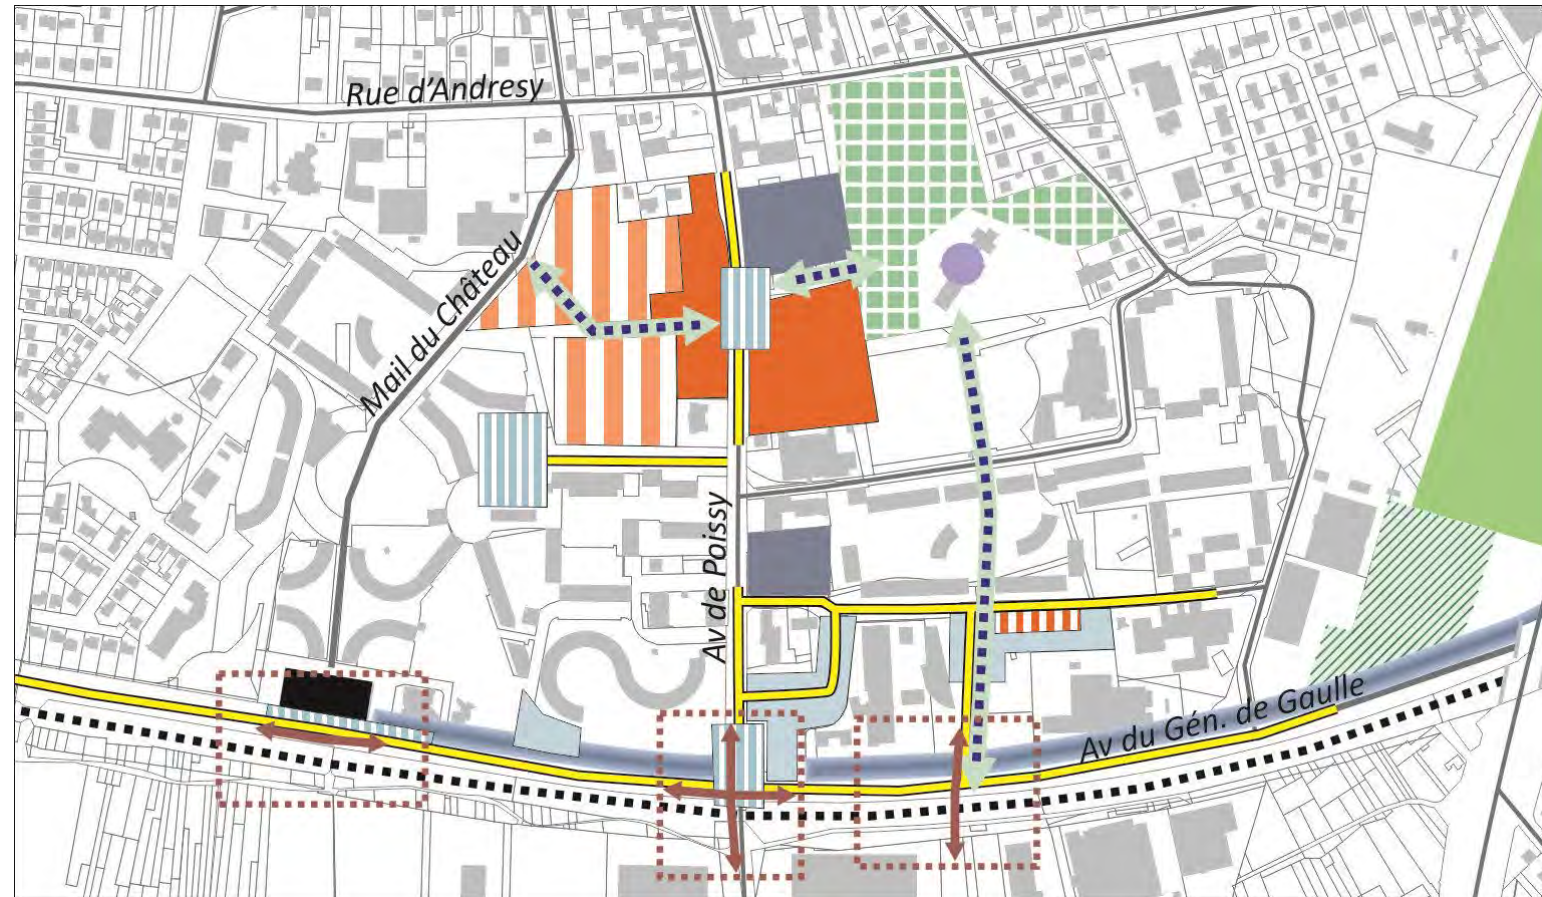 Rue d'Andresy
Mail du Château
Av de Poissy
Av du Gén. de Gaulle